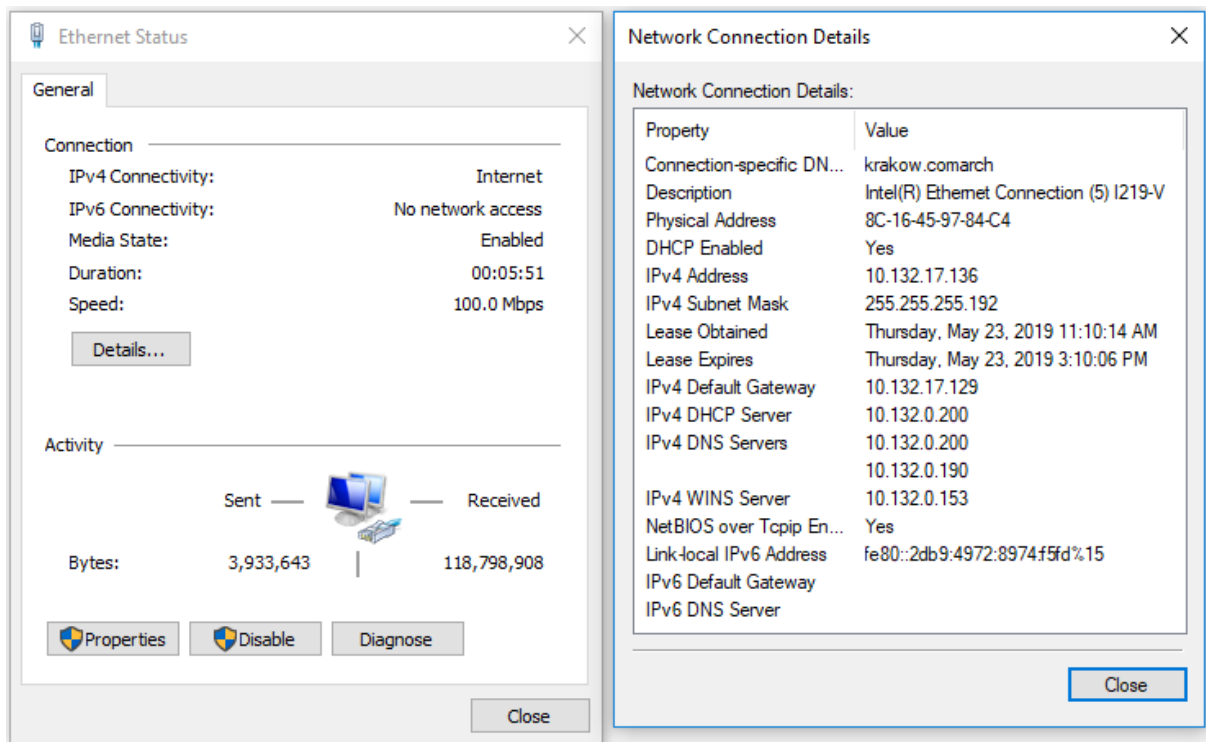 Ethernet Status
General
Connection
IPv4 Connectivity: Internet
IPv6 Connectivity: No network access
Media State: Enabled
Duration: 00:05:51
Speed: 100.0 Mbps
Details...
Activity
Sent Received
Bytes: 3,933,643 118,798,908
Properties Disable Diagnose
Close
Network Connection Details
Network Connection Details:
Property Value
Connection-specific DN... krakow.comarch
Description Intel(R) Ethernet Connection (5) I219-V
Physical Address 8C-16-45-97-84-C4
DHCP Enabled Yes
IPv4 Address 10.132.17.136
IPv4 Subnet Mask 255.255.255.192
Lease Obtained Thursday, May 23, 2019 11:10:14 AM
Lease Expires Thursday, May 23, 2019 3:10:06 PM
IPv4 Default Gateway 10.132.17.129
IPv4 DHCP Server 10.132.0.200
IPv4 DNS Servers 10.132.0.200
10.132.0.190
IPv4 WINS Server 10.132.0.153
NetBIOS over Tcpip En... Yes
Link-local IPv6 Address fe80::2db9:4972:8974:f5fd%15
IPv6 Default Gateway
IPv6 DNS Server
Close